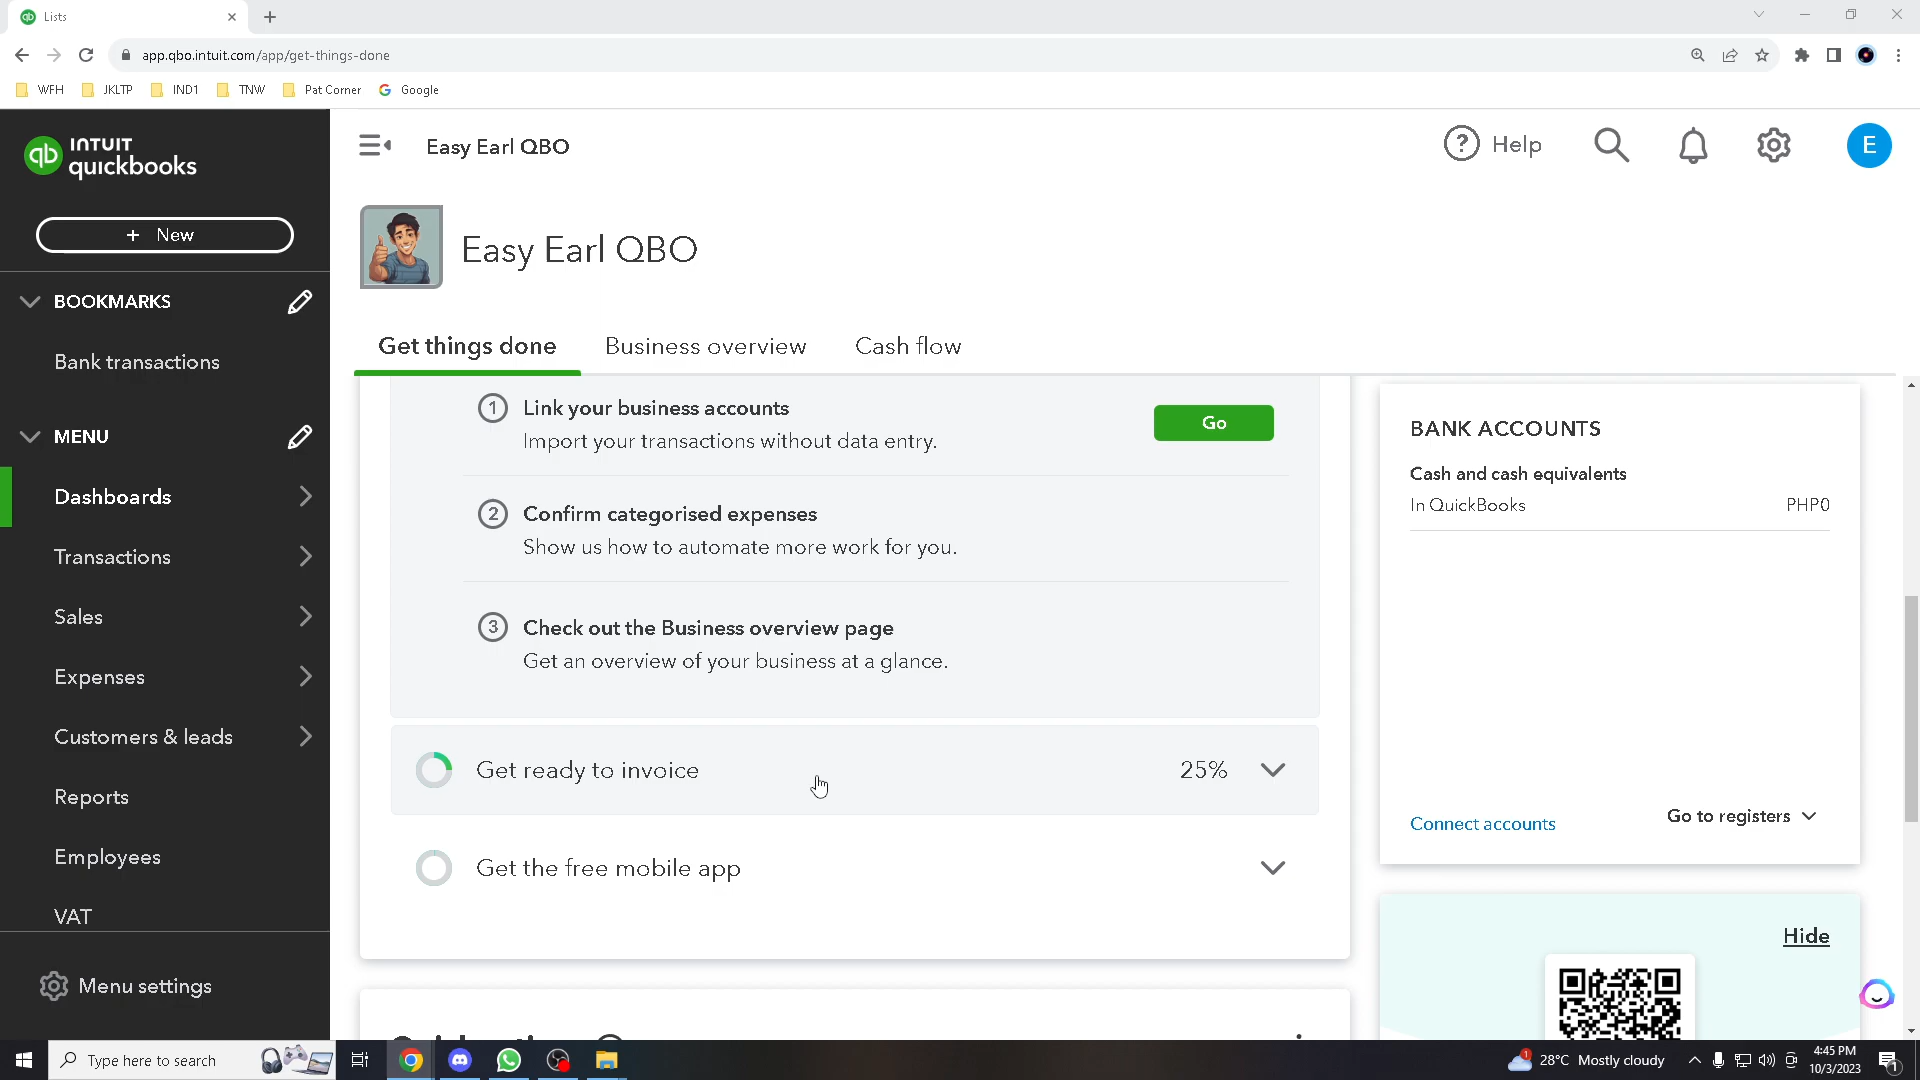 Lists
app.qbo.intuit.com/app/get-things-done
WFH
JKLTP
IND1
TNW
Pat Corner
Google
INTUIT
quickbooks
Easy Earl QBO
Help
E
+ New
Easy Earl QBO
BOOKMARKS
Bank transactions
Get things done
Business overview
Cash flow
MENU
Dashboards
Transactions
Sales
Expenses
Customers & leads
Reports
Employees
VAT
Menu settings
1 Link your business accounts
Import your transactions without data entry.
Go
2 Confirm categorised expenses
Show us how to automate more work for you.
3 Check out the Business overview page
Get an overview of your business at a glance.
Get ready to invoice
25%
Get the free mobile app
BANK ACCOUNTS
Cash and cash equivalents
In QuickBooks
PHP0
Connect accounts
Go to registers
Hide
Type here to search
28°C Mostly cloudy
4:45 PM
10/3/2023